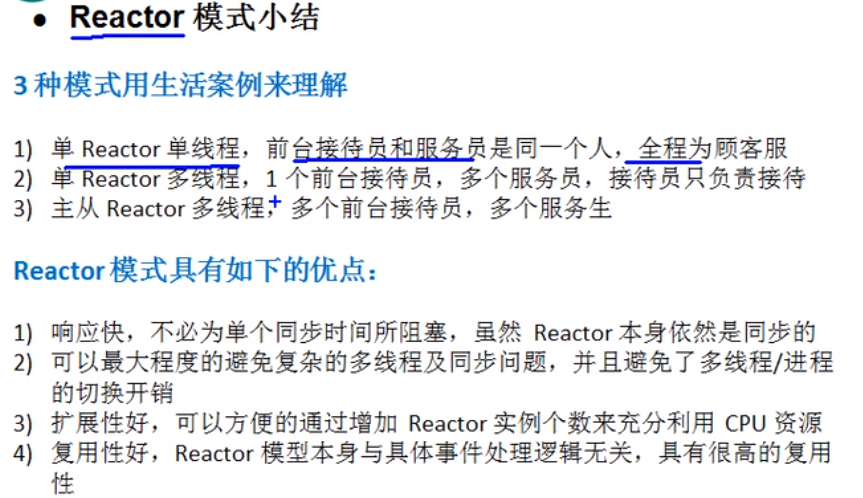 ● Reactor 模式小结
3 种模式用生活案例来理解
1) 单 Reactor 单线程，前台接待员和服务员是同一个人，全程为顾客服
2) 单 Reactor 多线程，1 个前台接待员，多个服务员，接待员只负责接待
3) 主从 Reactor 多线程，多个前台接待员，多个服务生
Reactor 模式具有如下的优点：
1) 响应快，不必为单个同步时间所阻塞，虽然 Reactor 本身依然是同步的
2) 可以最大程度的避免复杂的多线程及同步问题，并且避免了多线程/进程
的切换开销
3) 扩展性好，可以方便的通过增加 Reactor 实例个数来充分利用 CPU 资源
4) 复用性好，Reactor 模型本身与具体事件处理逻辑无关，具有很高的复用
性